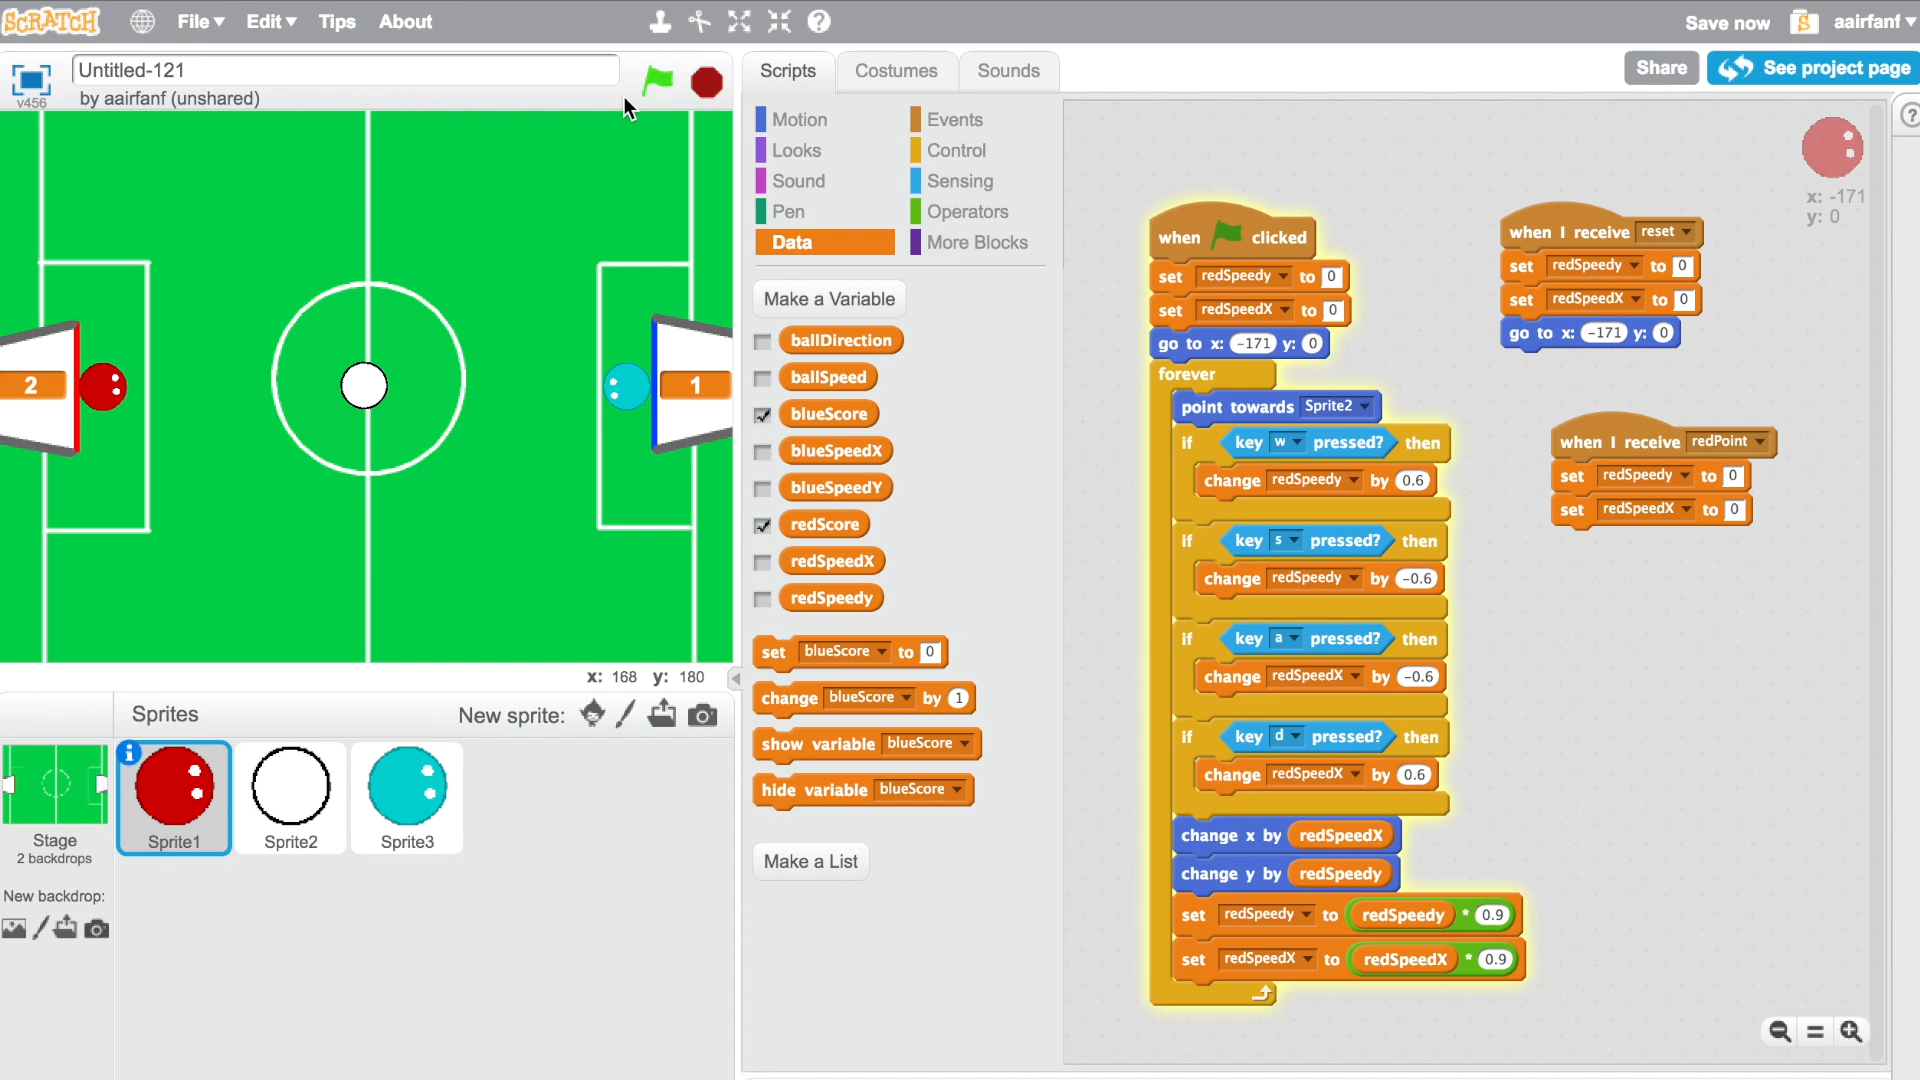 SCRATCH
File▾ Edit▾ Tips About
Save now
S
aairfanf ▾
v456
Untitled-121
by aairfanf (unshared)
Scripts Costumes Sounds
Share
See project page
?
Motion
Looks
Sound
Pen
Data
Events
Control
Sensing
Operators
More Blocks
Make a Variable
ballDirection
ballSpeed
blueScore
blueSpeedX
blueSpeedY
redScore
redSpeedX
redSpeedy
set blueScore to 0
change blueScore by 1
show variable blueScore
hide variable blueScore
Make a List
2
1
x: 168 y: 180
Sprites
New sprite:
Sprite1
Sprite2
Sprite3
Stage
2 backdrops
New backdrop:
x: -171
y: 0
when clicked
set redSpeedy to 0
set redSpeedX to 0
go to x: -171 y: 0
forever
point towards Sprite2
if key w pressed? then
change redSpeedy by 0.6
if key s pressed? then
change redSpeedy by -0.6
if key a pressed? then
change redSpeedX by -0.6
if key d pressed? then
change redSpeedX by 0.6
change x by redSpeedX
change y by redSpeedy
set redSpeedy to redSpeedy * 0.9
set redSpeedX to redSpeedX * 0.9
when I receive reset
set redSpeedy to 0
set redSpeedX to 0
go to x: -171 y: 0
when I receive redPoint
set redSpeedy to 0
set redSpeedX to 0